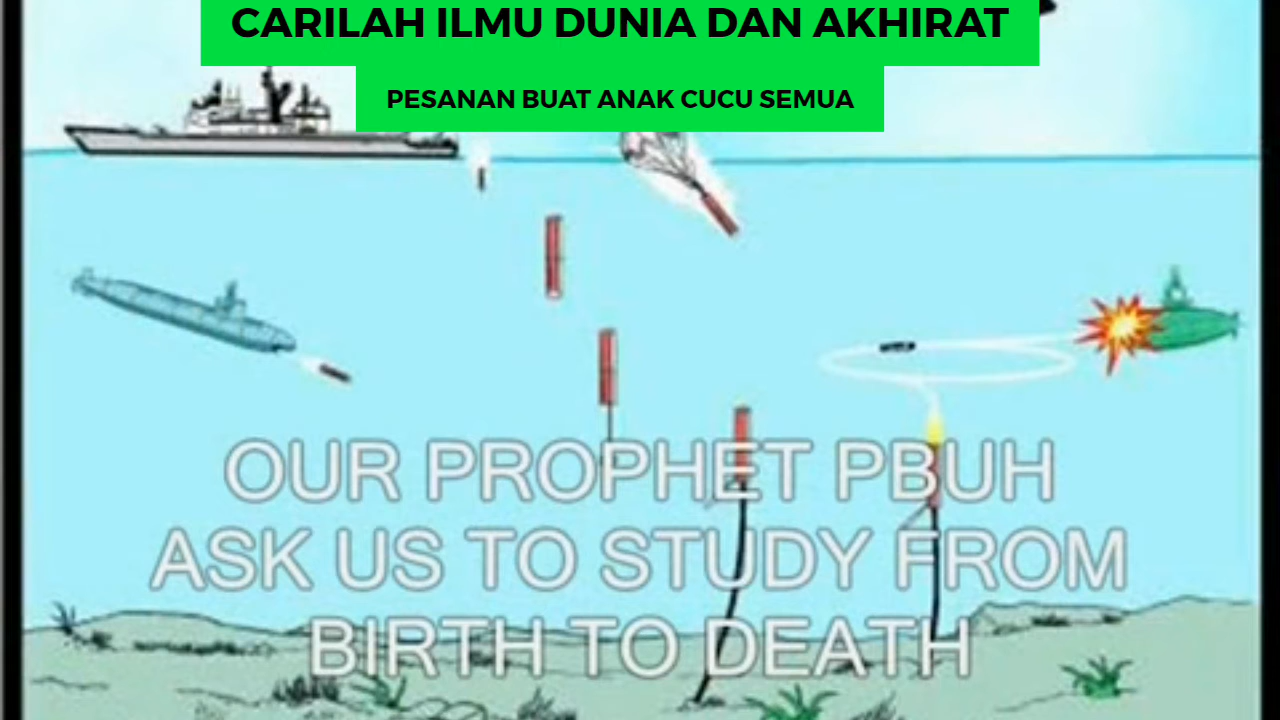 CARILAH ILMU DUNIA DAN AKHIRAT
PESANAN BUAT ANAK CUCU SEMUA
OUR PROPHET PBUH
ASK US TO STUDY FROM
BIRTH TO DEATH